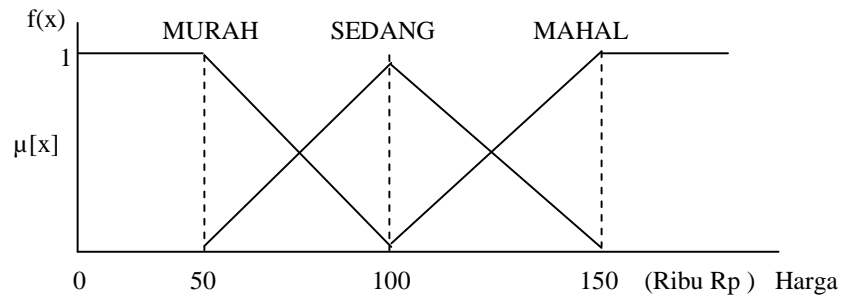 f(x)
MURAH SEDANG MAHAL
1
µ[x]
0 50 100 150 (Ribu Rp ) Harga